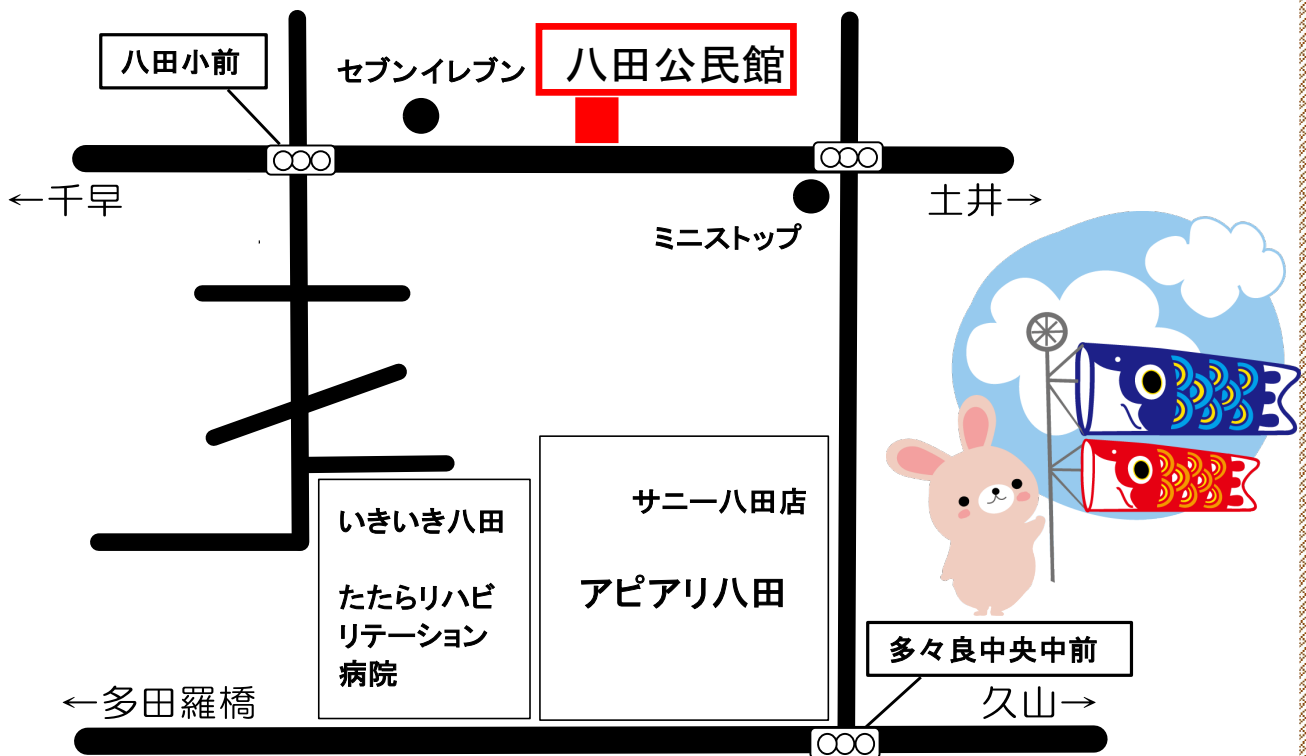 八田小前
セブンイレブン
八田公民館
←千早
土井→
ミニストップ
サニー八田店
いきいき八田
アピアリ八田
たたらリハビ
リテーション
病院
多々良中央中前
←多田羅橋
久山→